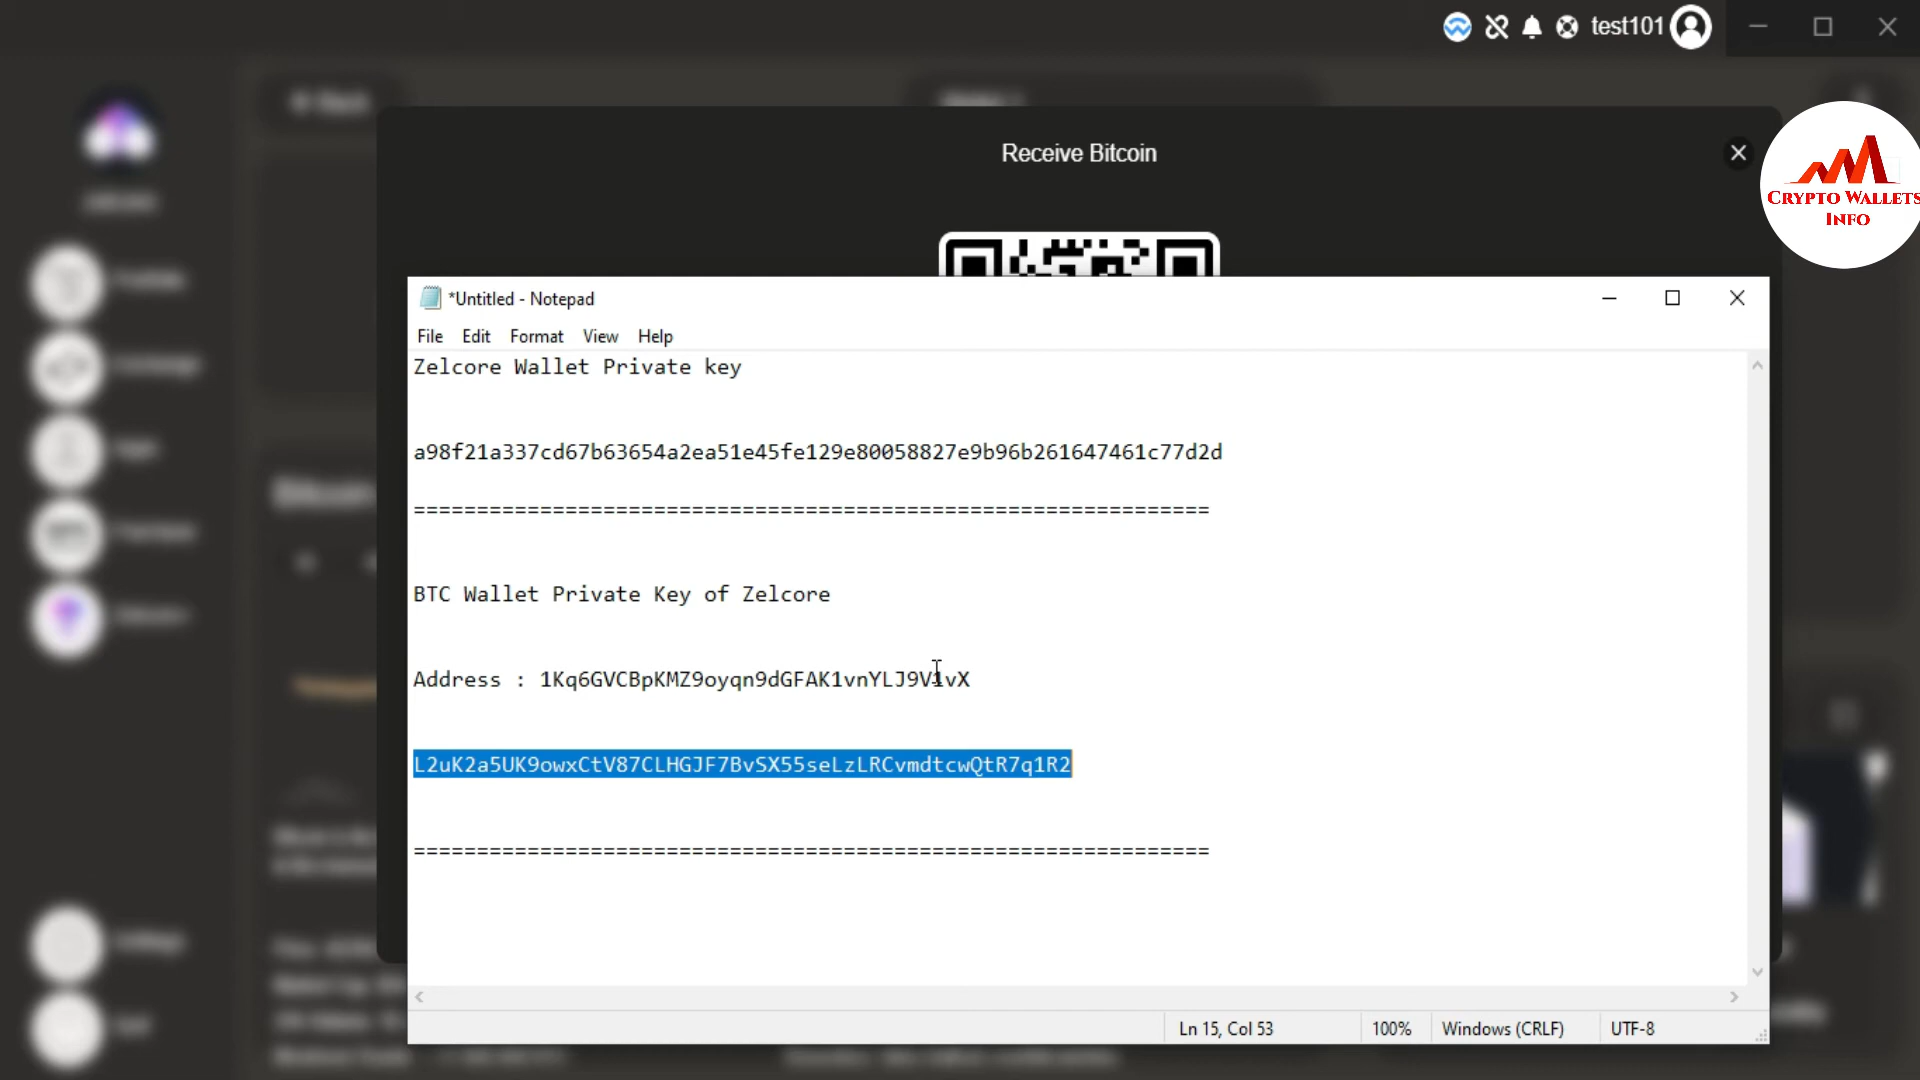 test101
Receive Bitcoin
CRYPTO WALLETS
INFO
*Untitled - Notepad
File Edit Format View Help
Zelcore Wallet Private key
a98f21a337cd67b63654a2ea51e45fe129e80058827e9b96b261647461c77d2d
===============================================================
BTC Wallet Private Key of Zelcore
Address : 1Kq6GVCBpKMZ9oyqn9dGFAK1vnYLJ9V1vX
L2uK2a5UK9owxCtV87CLHGJF7BvSX55seLzLRCvmdtcwQtR7q1R2
===============================================================
Ln 15, Col 53 100% Windows (CRLF) UTF-8